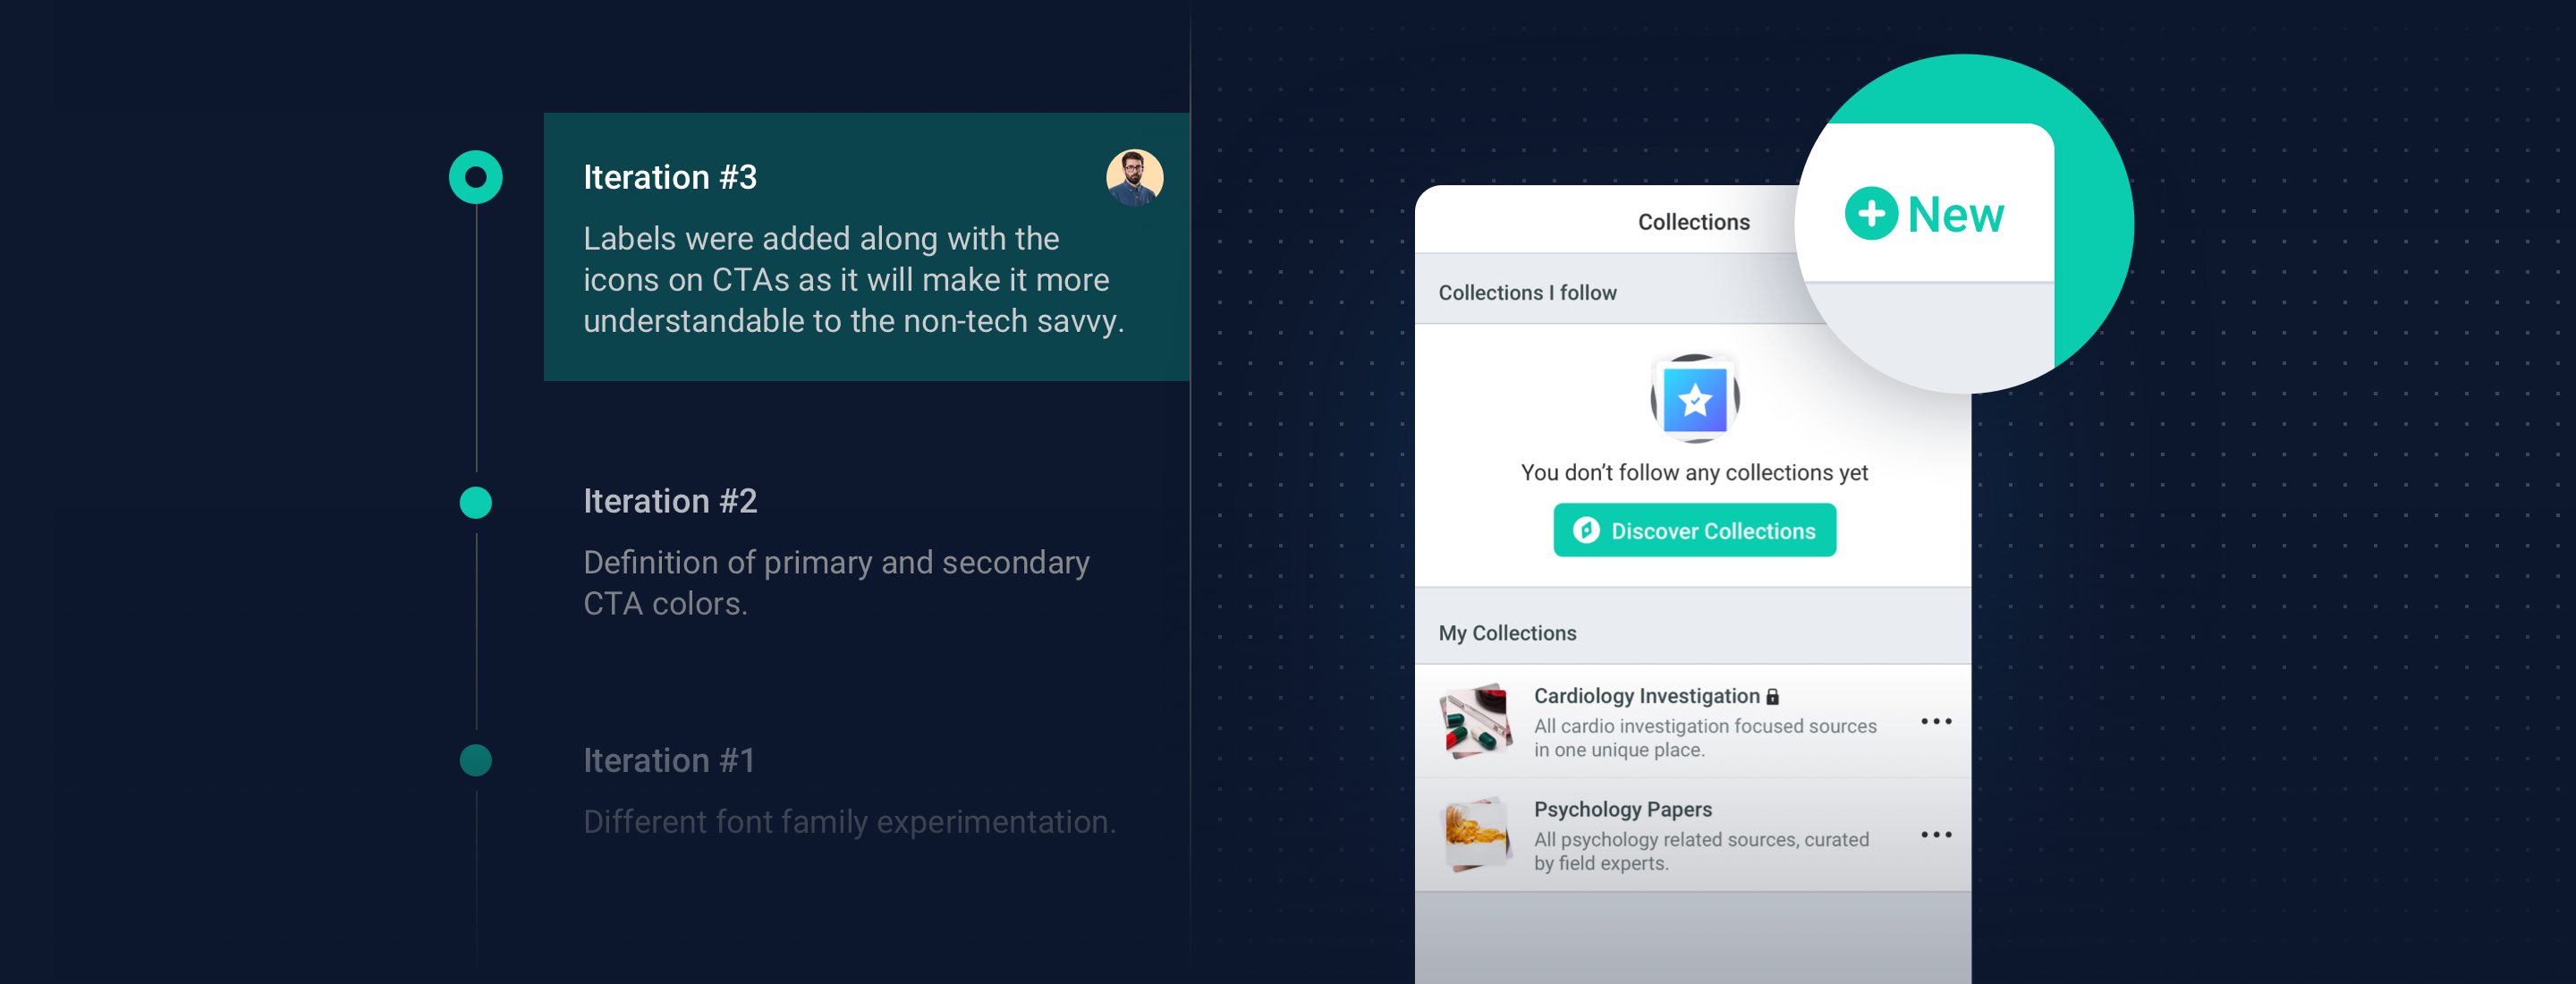 Iteration #3
Labels were added along with the
icons on CTAs as it will make it more
understandable to the non-tech savvy.
Iteration #2
Definition of primary and secondary
CTA colors.
Iteration #1
Different font family experimentation.
Collections
New
Collections I follow
You don’t follow any collections yet
Discover Collections
My Collections
Cardiology Investigation
All cardio investigation focused sources
in one unique place.
Psychology Papers
All psychology related sources, curated
by field experts.